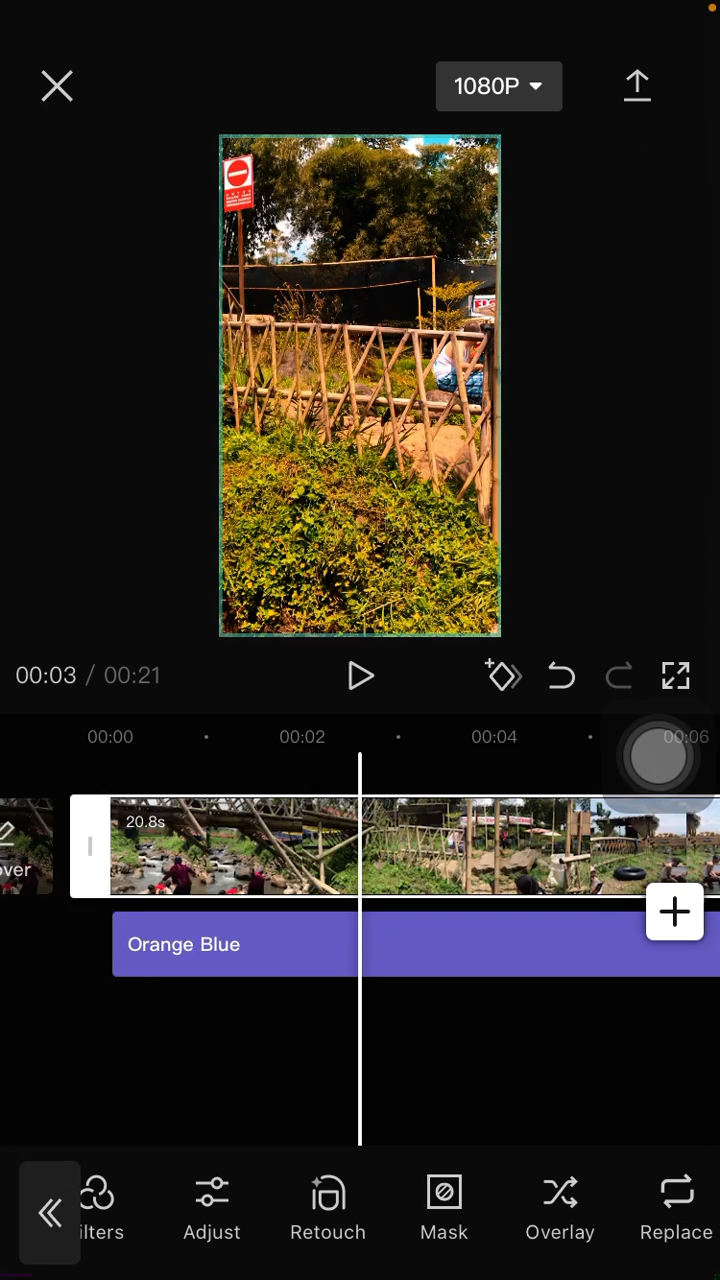 1080P
00:03 / 00:21
00:00
00:02
00:04
00:06
20.8s
over
Orange Blue
ilters
Adjust
Retouch
Mask
Overlay
Replace